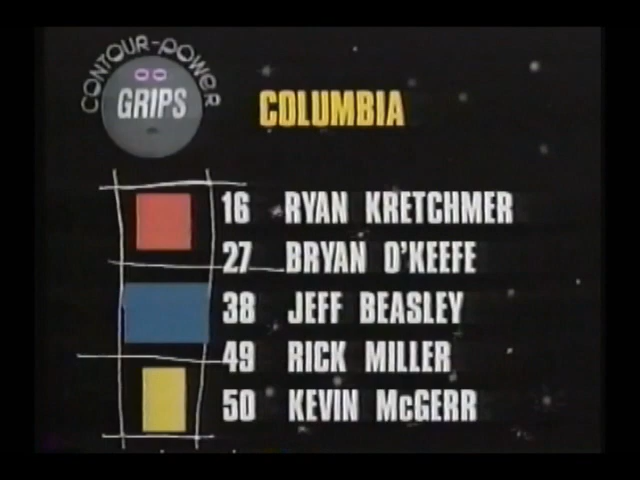 CONTOUR-POWER
GRIPS
COLUMBIA
16 RYAN KRETCHMER
27 BRYAN O'KEEFE
38 JEFF BEASLEY
49 RICK MILLER
50 KEVIN McGERR